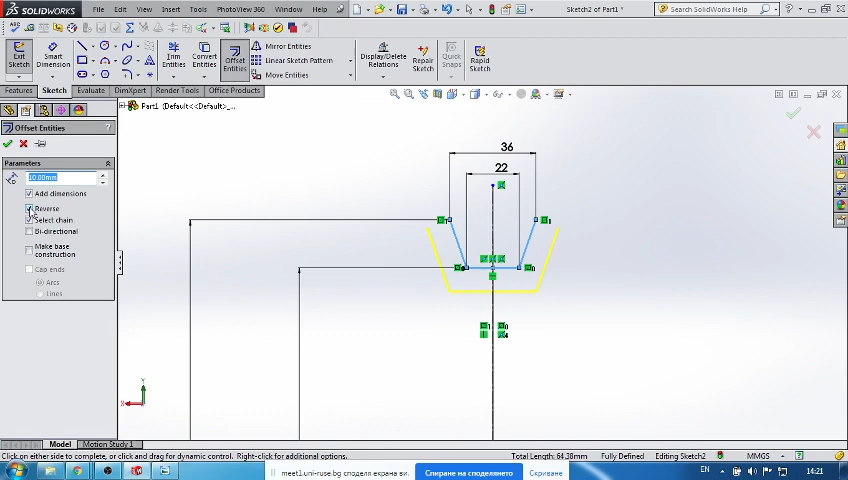 SOLIDWORKS File Edit View Insert Tools PhotoView 360 Window Help Sketch2 of Part1 * Search SolidWorks Help
Exit Sketch Smart Dimension Trim Entities Convert Entities Offset Entities Mirror Entities Linear Sketch Pattern Move Entities Display/Delete Relations Repair Sketch Quick Snaps Rapid Sketch
Features Sketch Evaluate DimXpert Render Tools Office Products
Part1 (Default<<Default>_...
Offset Entities ?
Parameters
10.00mm
Add dimensions
Reverse
Select chain
Bi-directional
Make base construction
Cap ends
Arcs
Lines
36
22
Y
X
Model Motion Study 1
Click on either side to complete, or click and drag for dynamic control. Right-click for additional options. Total Length: 64.38mm Fully Defined Editing Sketch2 MMGS
meet1.uni-ruse.bg споделя екрана ви. Спиране на споделянето Скриване EN 14:21